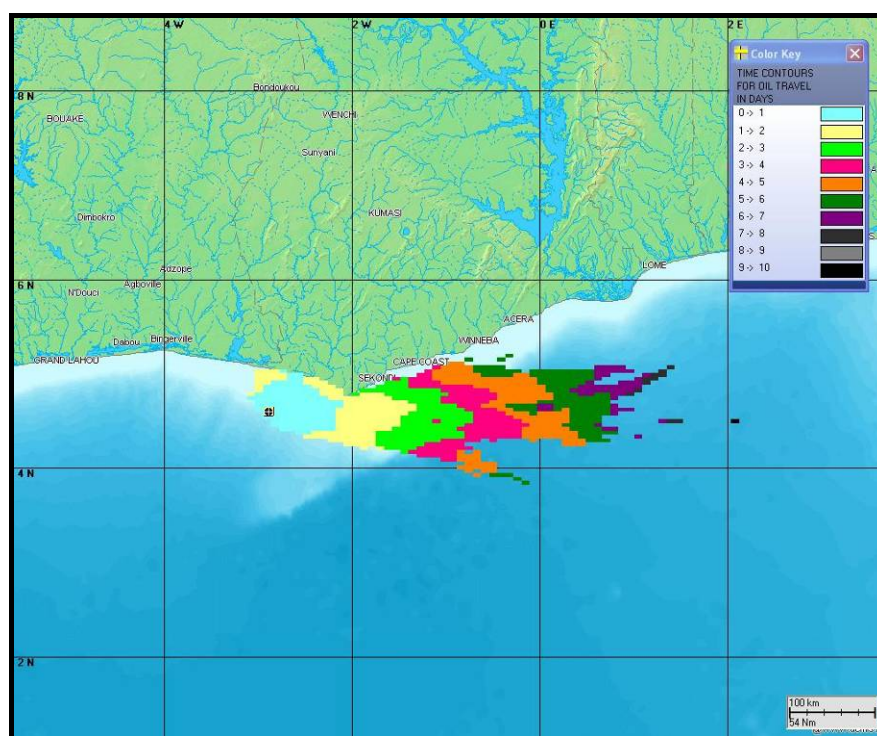 4 W
2 W
0 E
2 E
Color Key
TIME CONTOURS
FOR OIL TRAVEL
IN DAYS
0 -> 1
1 -> 2
2 -> 3
3 -> 4
4 -> 5
5 -> 6
6 -> 7
7 -> 8
8 -> 9
9 -> 10
8 N
Bondoukou
BOUAKE
WENCHI
Sunyani
Dimbokro
KUMASI
Adzope
LOME
6 N
Agboville
N'Douci
ACERA
Dabou
Bingerville
WINNEBA
GRAND LAHOU
CAPE COAST
SEKONDI
4 N
2 N
100 km
54 Nm